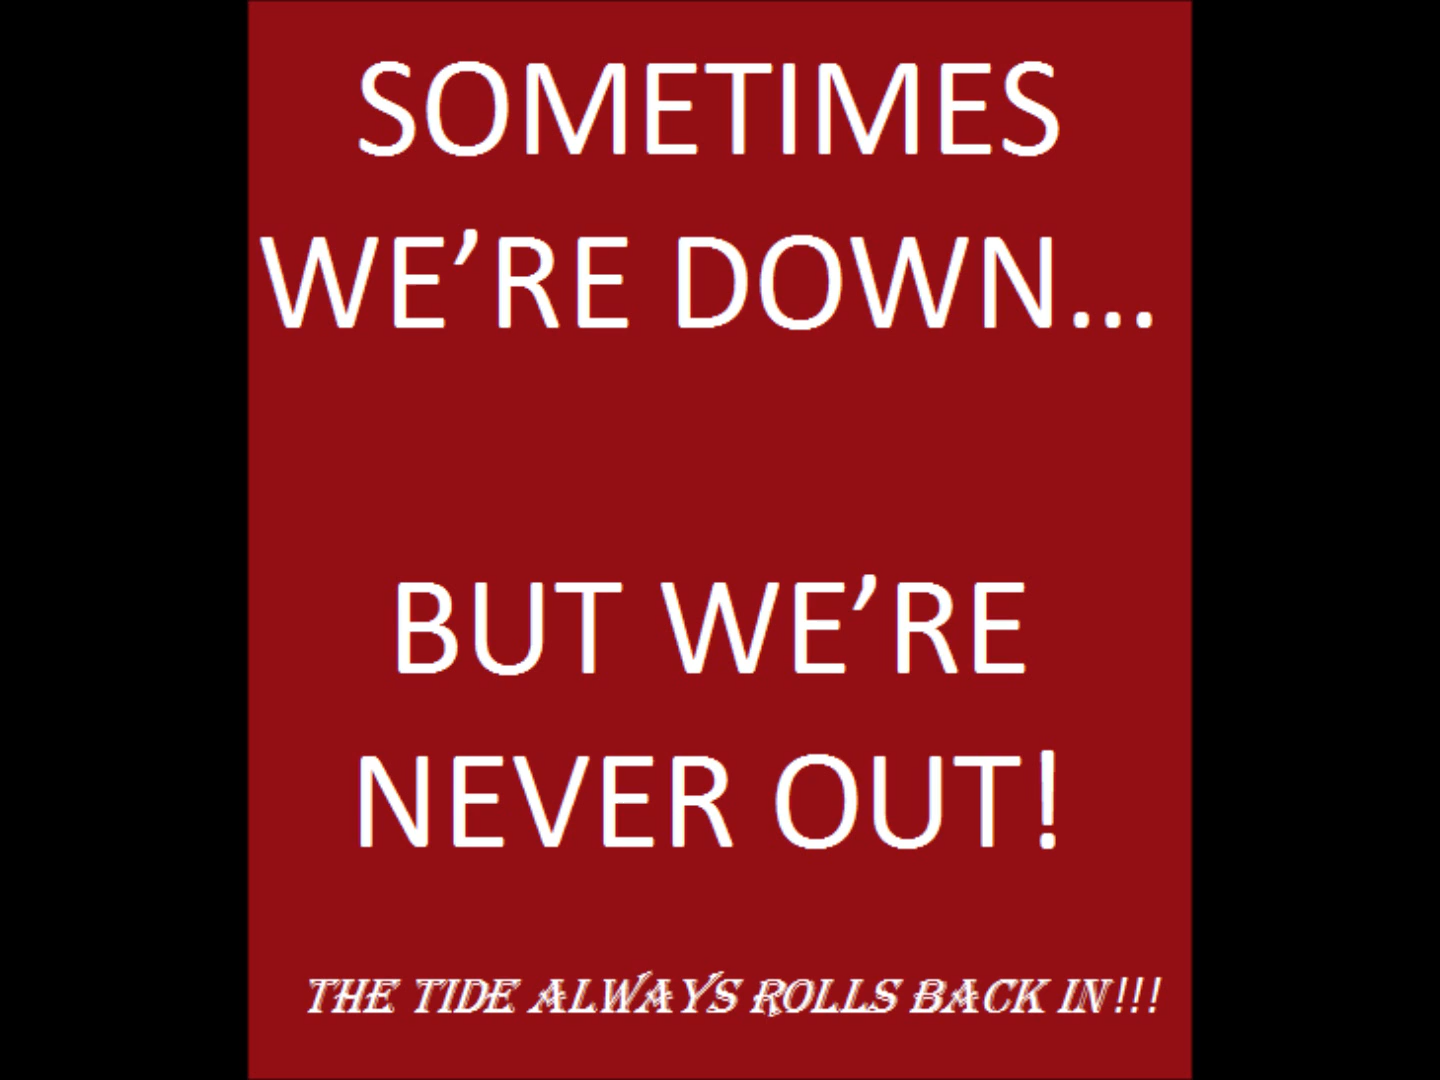 SOMETIMES
WE’RE DOWN...
BUT WE’RE
NEVER OUT!
THE TIDE ALWAYS ROLLS BACK IN!!!